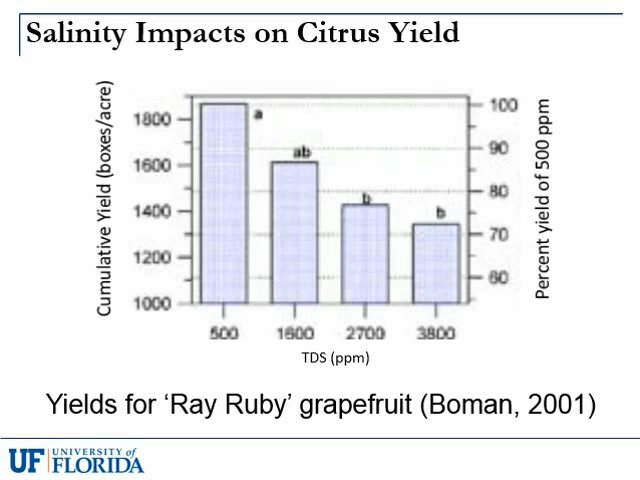 Salinity Impacts on Citrus Yield
Cumulative Yield (boxes/acre)
1800
1600
1400
1200
1000
a
ab
b
b
100
90
80
70
60
Percent yield of 500 ppm
500 1600 2700 3800
TDS (ppm)
Yields for ‘Ray Ruby’ grapefruit (Boman, 2001)
UF UNIVERSITY of
FLORIDA